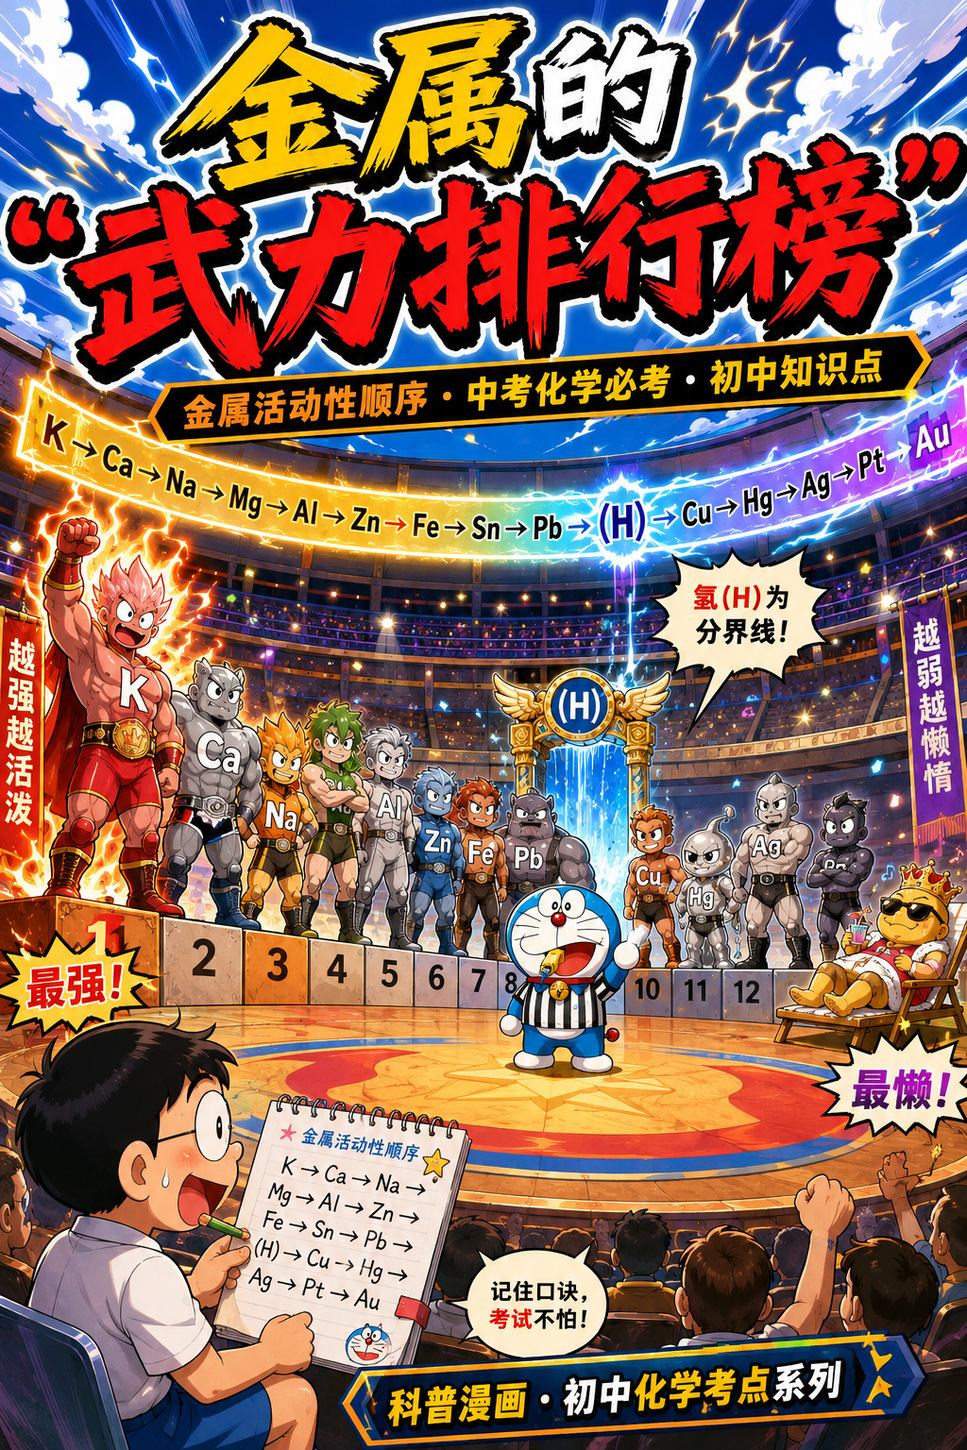 金属的
“武力排行榜”
金属活动性顺序·中考化学必考·初中知识点
K→Ca→Na→Mg→Al→Zn→Fe→Sn→Pb→(H)→Cu→Hg→Ag→Pt→Au
氢(H)为
分界线！
越强越活泼
越弱越懒惰
(H)
K
Ca
Na
Al
Zn
Fe
Pb
Cu
Hg
Ag
1
2
3
4
5
6
7
8
10
11
12
最强！
最懒！
金属活动性顺序
K→Ca→Na→
Mg→Al→Zn→
Fe→Sn→Pb→
(H)→Cu→Hg→
Ag→Pt→Au
记住口诀，
考试不怕！
科普漫画·初中化学考点系列